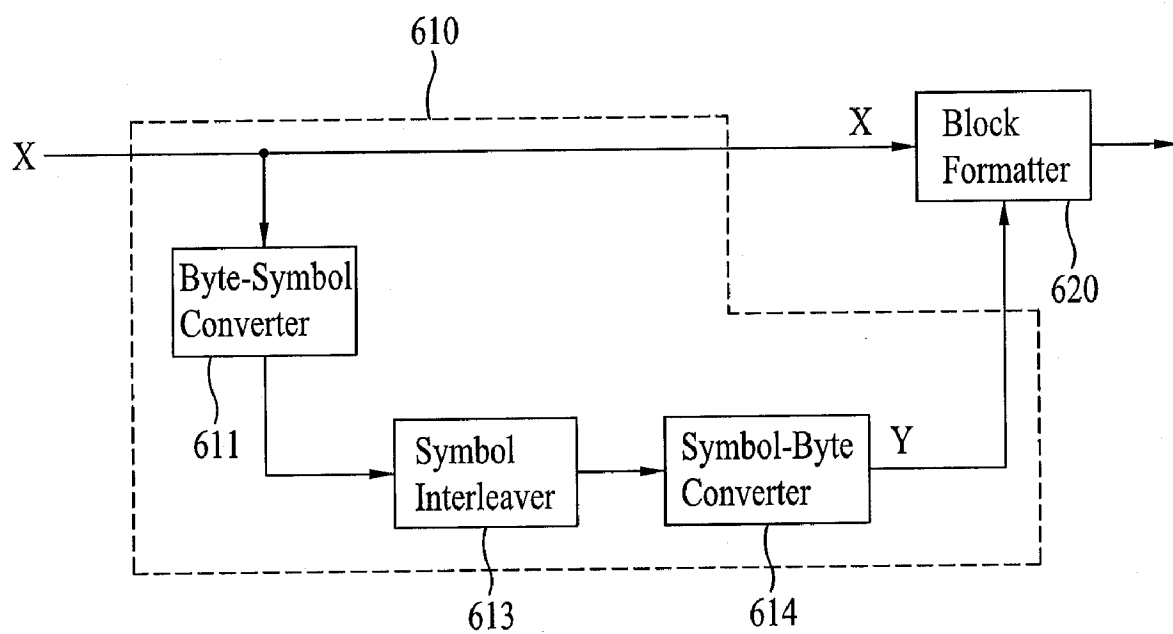 610
X
X
Block
Formatter
620
Byte-Symbol
Converter
611
Symbol
Interleaver
613
Symbol-Byte
Converter
614
Y